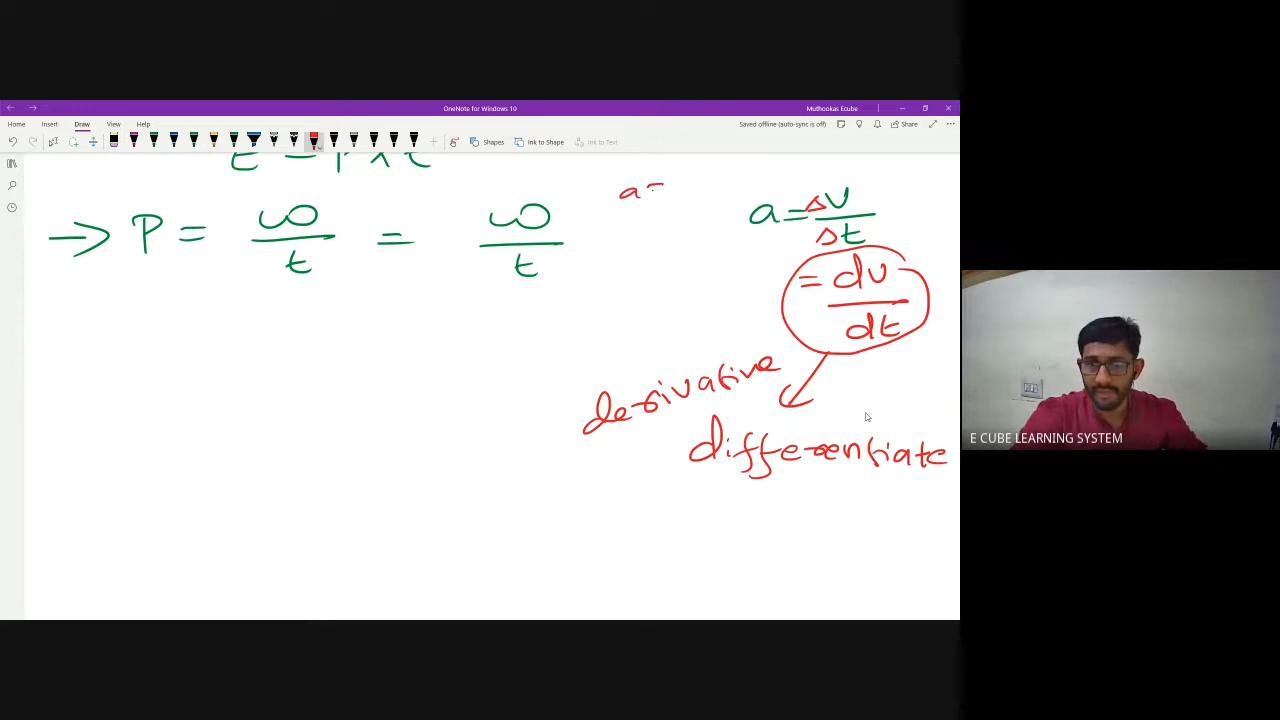 OneNote for Windows 10
Muthookas Ecube
Home Insert Draw View Help
Saved offline (auto-sync is off)
Share
Shapes
Ink to Shape
Ink to Text
E = P × t
→ P = ω/t = ω/t
a =
a = ΔV/Δt
= dv/dt
derivative
differentiate
E CUBE LEARNING SYSTEM